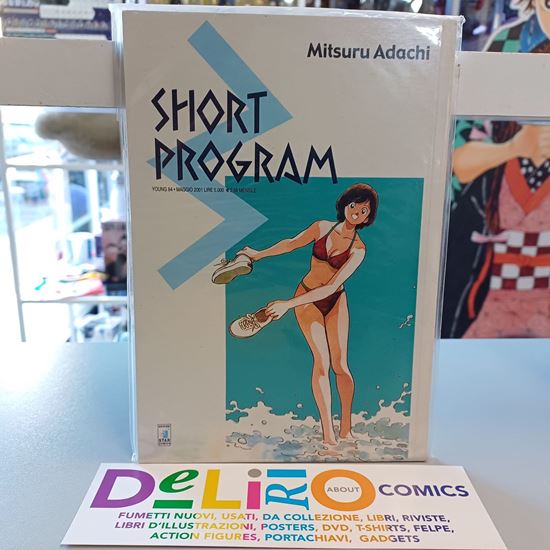 Mitsuru Adachi
SHORT
PROGRAM
YOUNG 84 • MAGGIO 2001 LIRE 5.000 € 2,58 MENSILE
STAR
DeLiRiO
ABOUT
COMICS
FUMETTI NUOVI, USATI, DA COLLEZIONE, LIBRI, RIVISTE,
LIBRI D'ILLUSTRAZIONI, POSTERS, DVD, T-SHIRTS, FELPE,
ACTION FIGURES, PORTACHIAVI, GADGETS